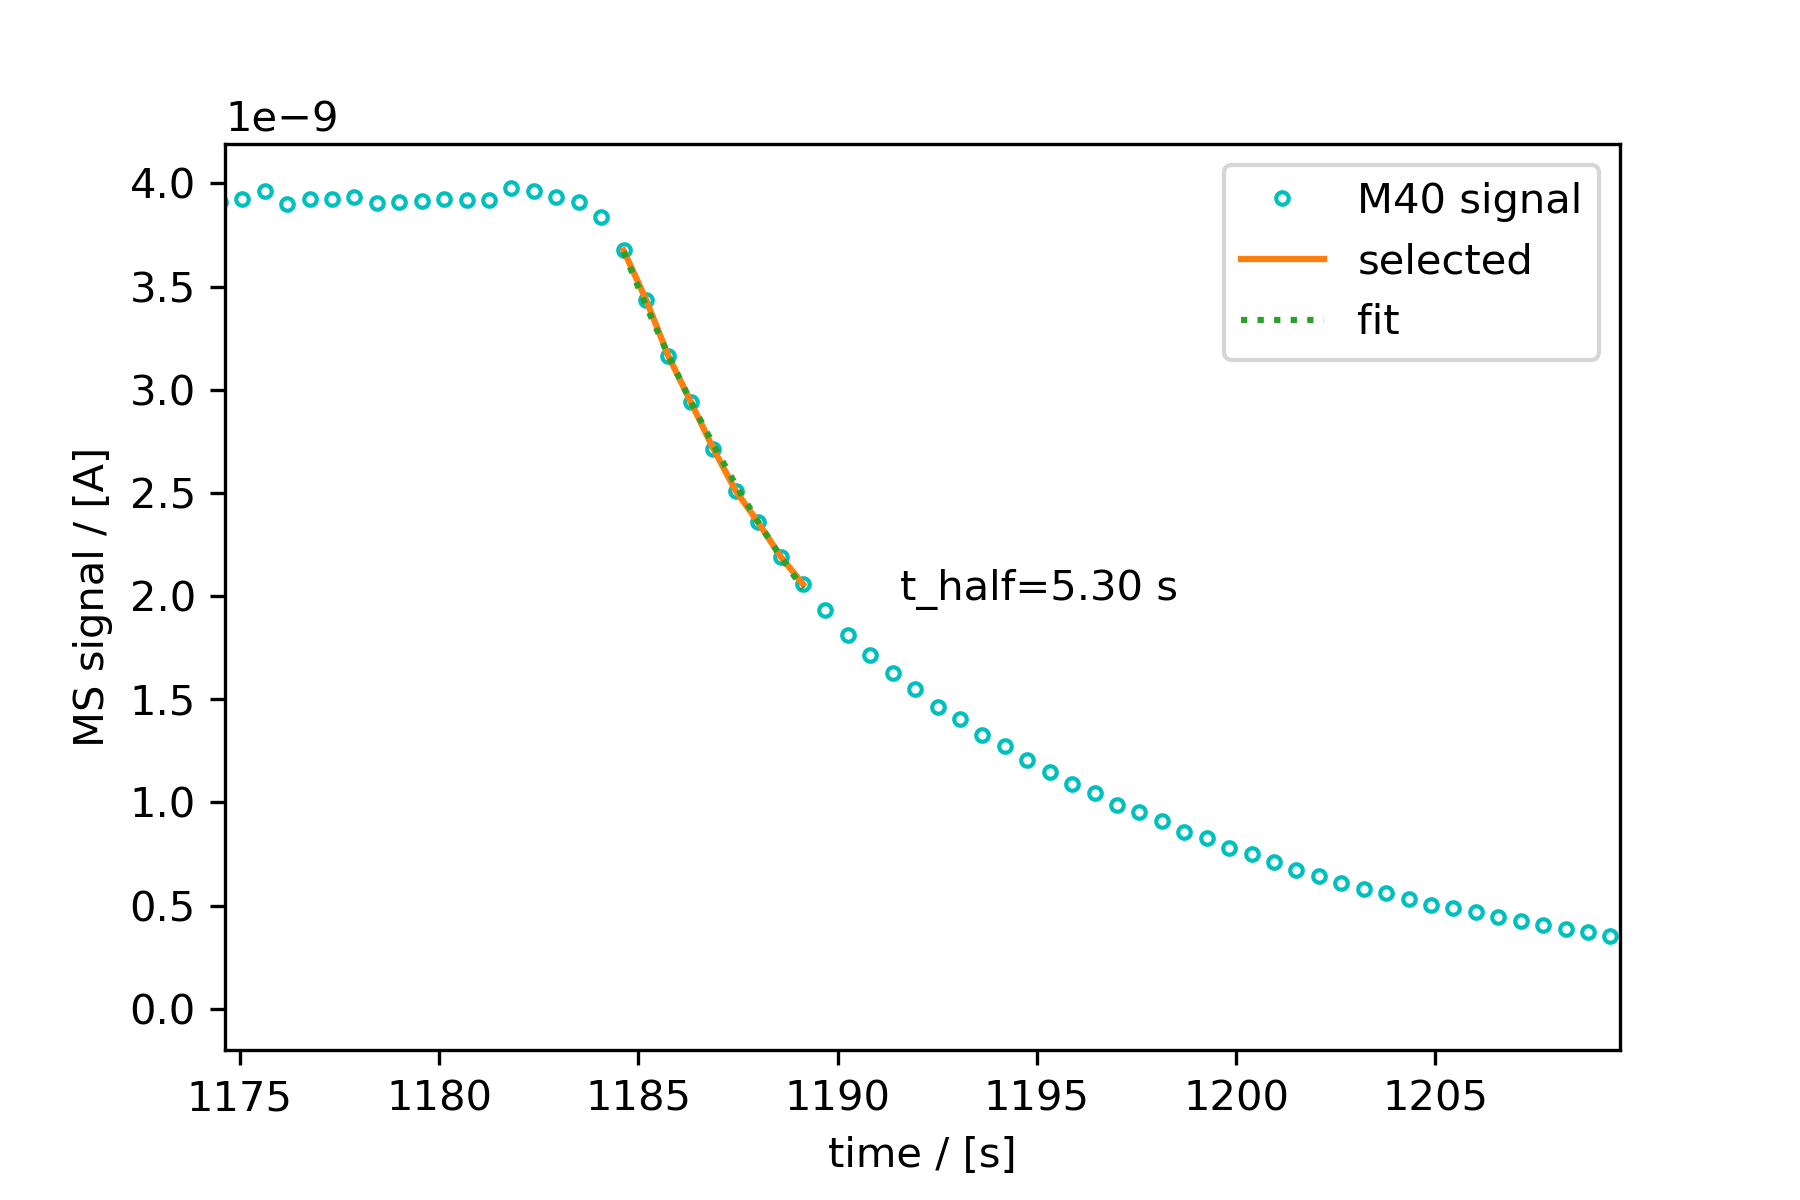 1e−9
4.0
3.5
3.0
2.5
2.0
1.5
1.0
0.5
0.0
MS signal / [A]
M40 signal
selected
fit
t_half=5.30 s
1175 1180 1185 1190 1195 1200 1205
time / [s]